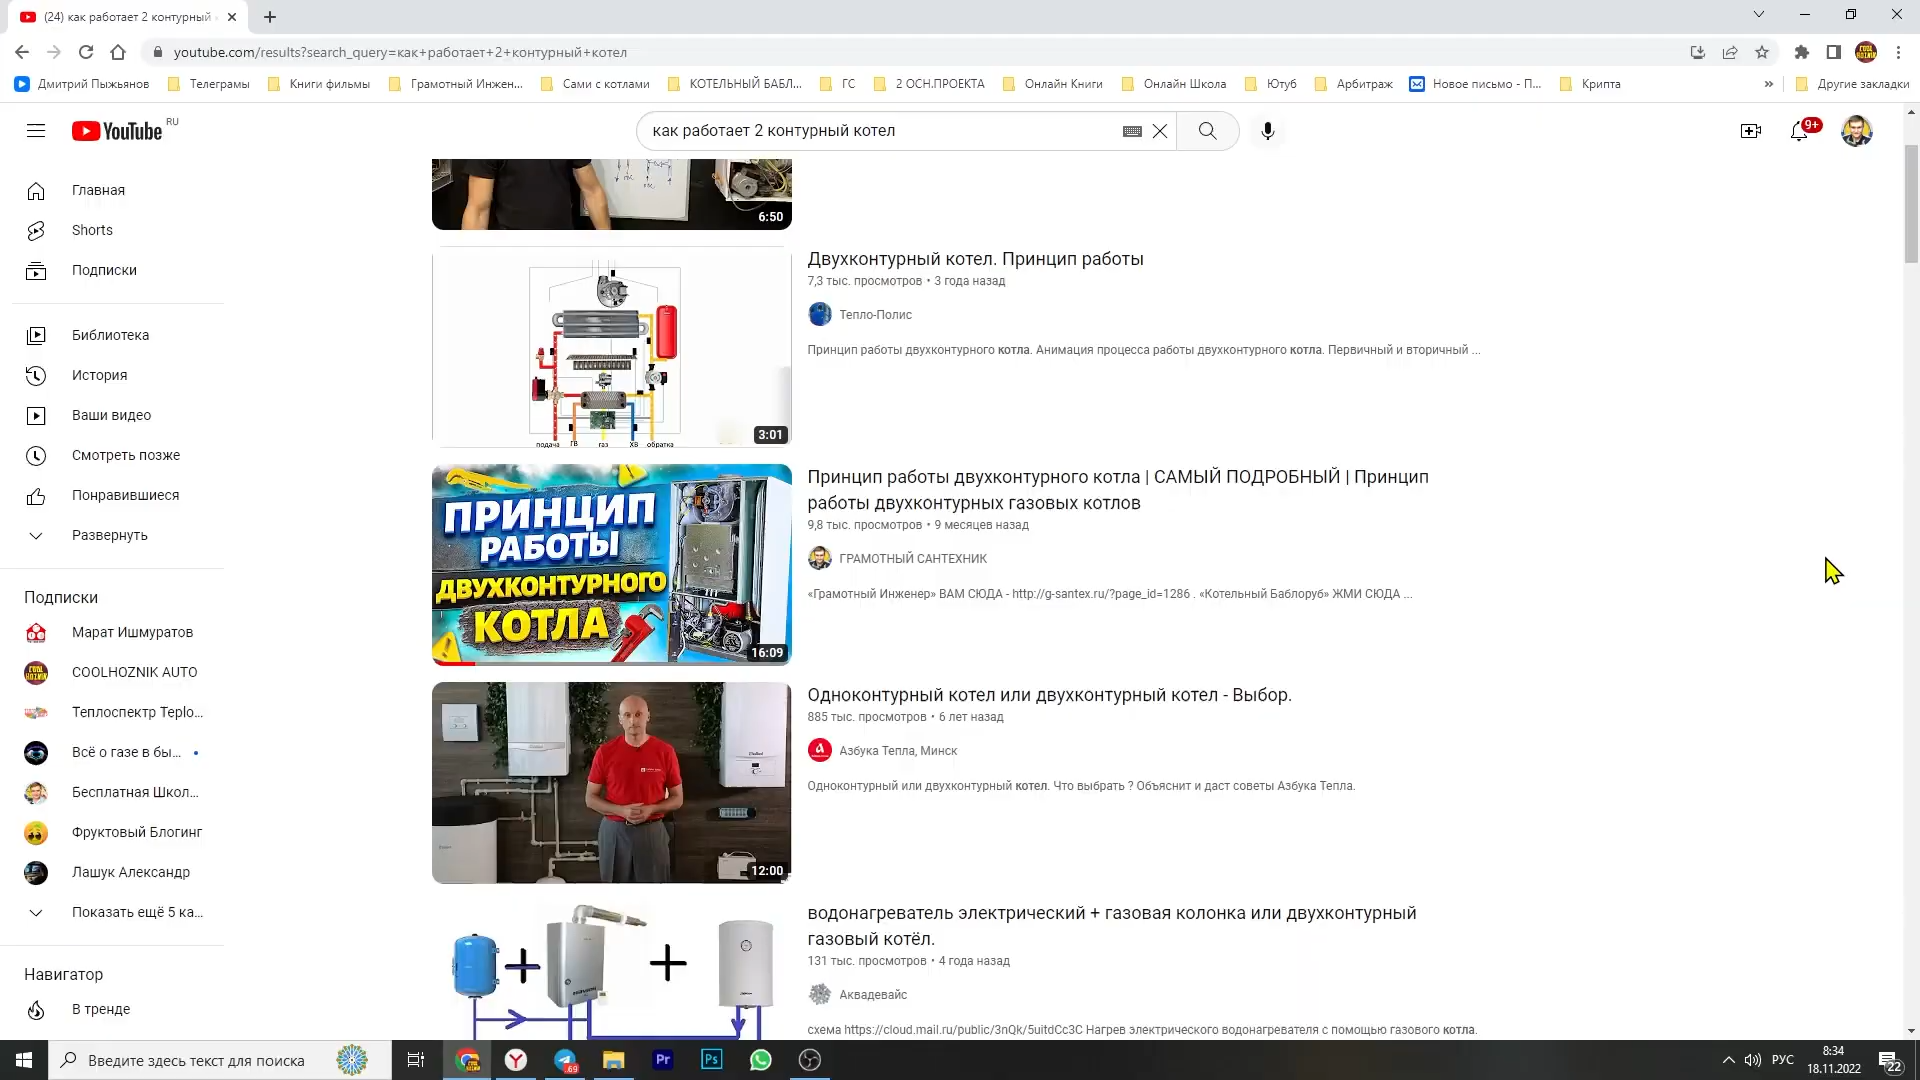 (24) как работает 2 контурный
youtube.com/results?search_query=как+работает+2+контурный+котел
Дмитрий Пыжьянов
Телеграмы
Книги фильмы
Грамотный Инжен...
Сами с котлами
КОТЕЛЬНЫЙ БАБЛ...
ГС
2 ОСН.ПРОЕКТА
Онлайн Книги
Онлайн Школа
Ютуб
Арбитраж
Новое письмо - П...
Крипта
»
Другие закладки
YouTube RU
как работает 2 контурный котел
9+
Главная
Shorts
Подписки
Библиотека
История
Ваши видео
Смотреть позже
Понравившиеся
Развернуть
Подписки
Марат Ишмуратов
COOLHOZNIK AUTO
Теплоспектр Teplo...
Всё о газе в бы...
Бесплатная Школ...
Фруктовый Блогинг
Лашук Александр
Показать ещё 5 ка...
Навигатор
В тренде
6:50
подача ГВ газ ХВ обратка
3:01
Двухконтурный котел. Принцип работы
7,3 тыс. просмотров • 3 года назад
Тепло-Полис
Принцип работы двухконтурного котла. Анимация процесса работы двухконтурного котла. Первичный и вторичный ...
ПРИНЦИП
РАБОТЫ
ДВУХКОНТУРНОГО
КОТЛА
16:09
Принцип работы двухконтурного котла | САМЫЙ ПОДРОБНЫЙ | Принцип
работы двухконтурных газовых котлов
9,8 тыс. просмотров • 9 месяцев назад
ГРАМОТНЫЙ САНТЕХНИК
«Грамотный Инженер» ВАМ СЮДА - http://g-santex.ru/?page_id=1286 . «Котельный Баблоруб» ЖМИ СЮДА ...
12:00
Одноконтурный котел или двухконтурный котел - Выбор.
885 тыс. просмотров • 6 лет назад
Азбука Тепла, Минск
Одноконтурный или двухконтурный котел. Что выбрать ? Объяснит и даст советы Азбука Тепла.
водонагреватель электрический + газовая колонка или двухконтурный
газовый котёл.
131 тыс. просмотров • 4 года назад
Аквадевайс
схема https://cloud.mail.ru/public/3nQk/5uitdCc3C Нагрев электрического водонагревателя с помощью газового котла.
Введите здесь текст для поиска
.69
Pr
Ps
РУС
8:34
18.11.2022
22